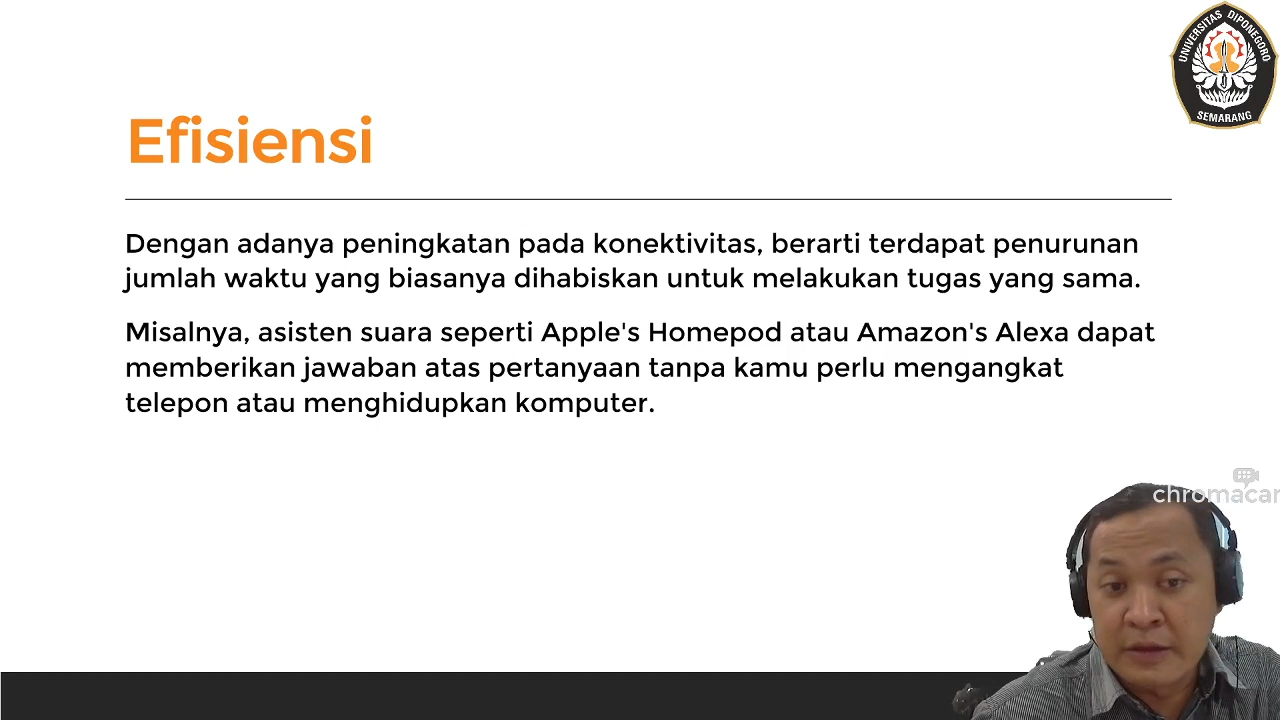 UNIVERSITAS DIPONEGORO
SEMARANG
Efisiensi
Dengan adanya peningkatan pada konektivitas, berarti terdapat penurunan
jumlah waktu yang biasanya dihabiskan untuk melakukan tugas yang sama.
Misalnya, asisten suara seperti Apple's Homepod atau Amazon's Alexa dapat
memberikan jawaban atas pertanyaan tanpa kamu perlu mengangkat
telepon atau menghidupkan komputer.
chromacam